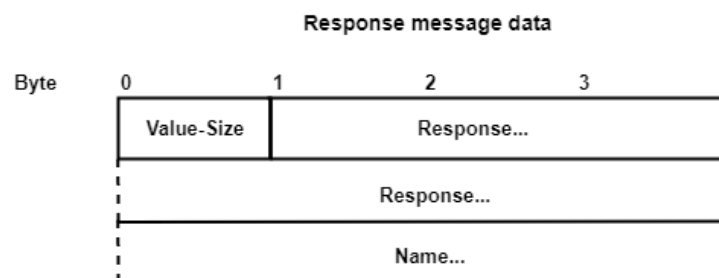 Response message data
Byte 0 1 2 3
Value-Size Response...
Response...
Name...